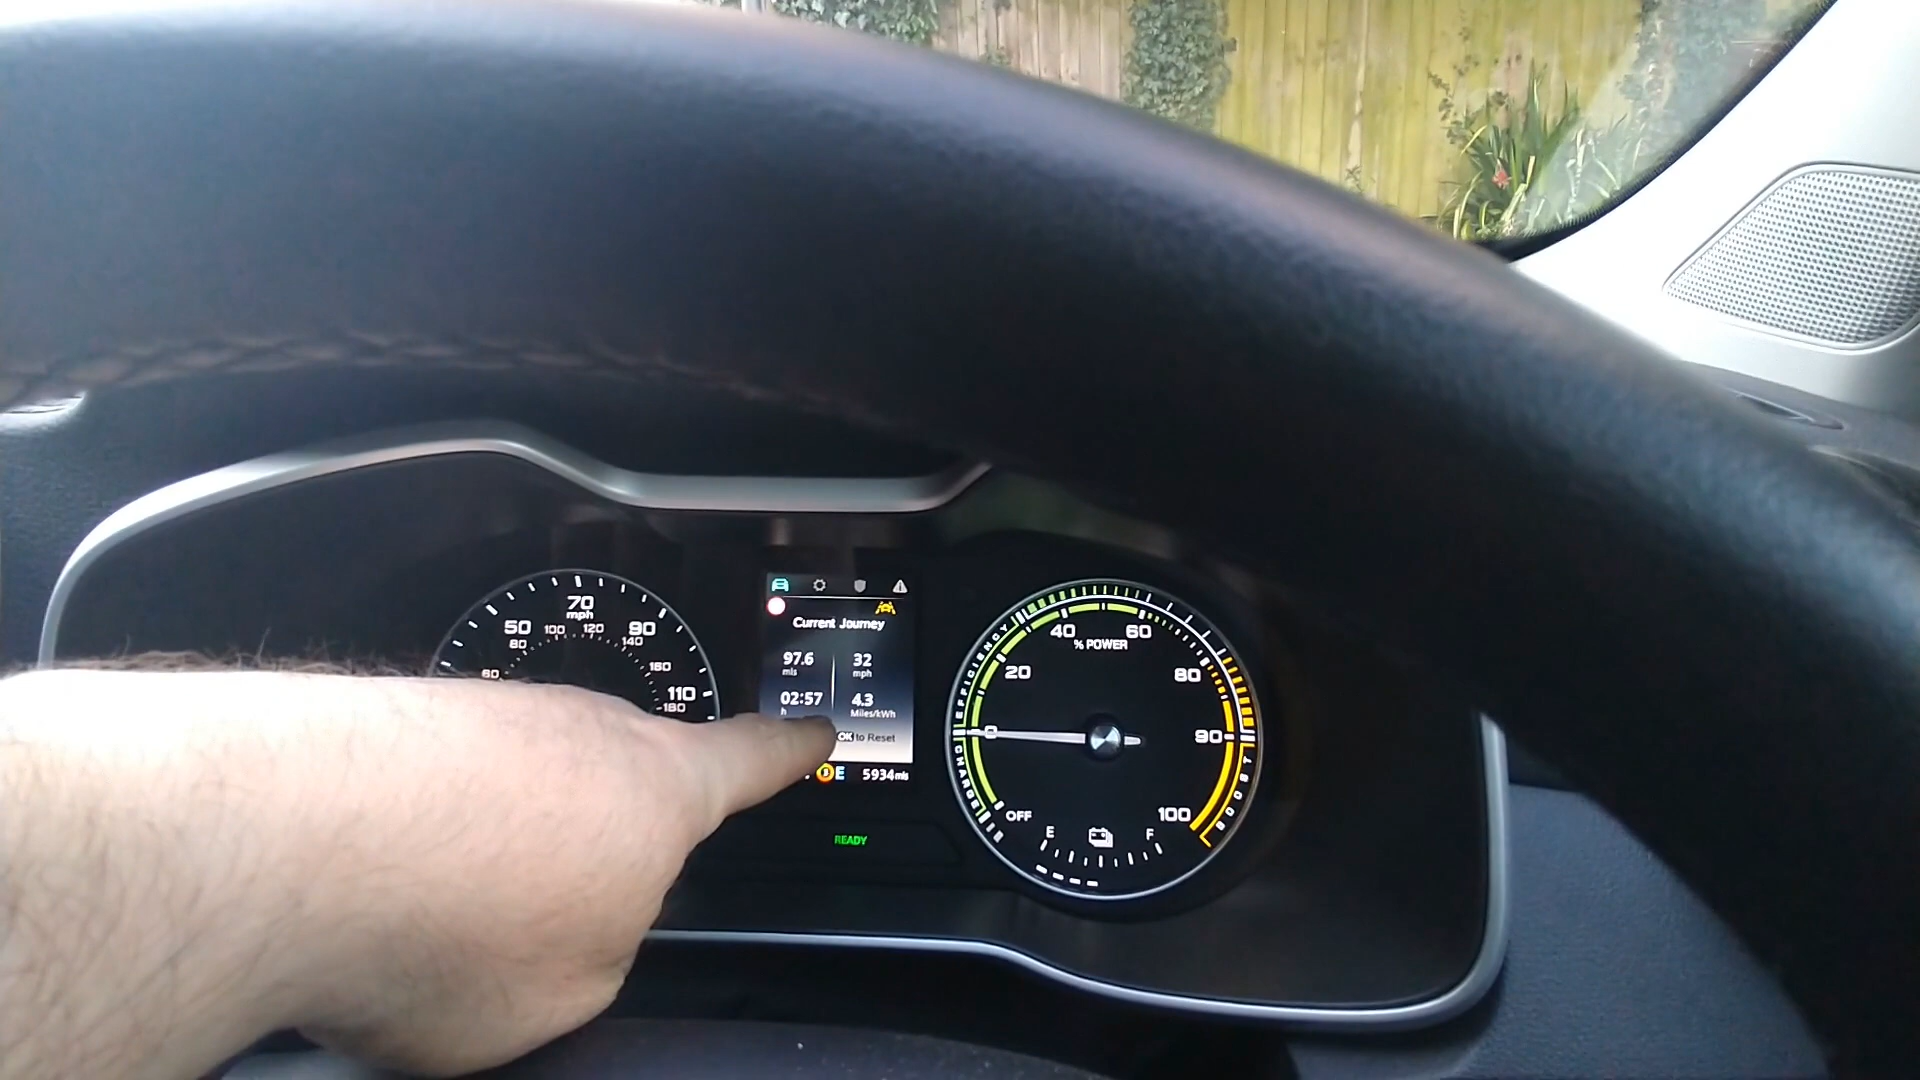 50
70
mph
90
110
60
80
100
120
140
160
180
Current Journey
97.6
mls
32
mph
02:57
h
4.3
Miles/kWh
OK to Reset
E
5934mls
READY
EFFICIENCY
CHARGE
BOOST
OFF
0
20
40
60
% POWER
80
90
100
E
F